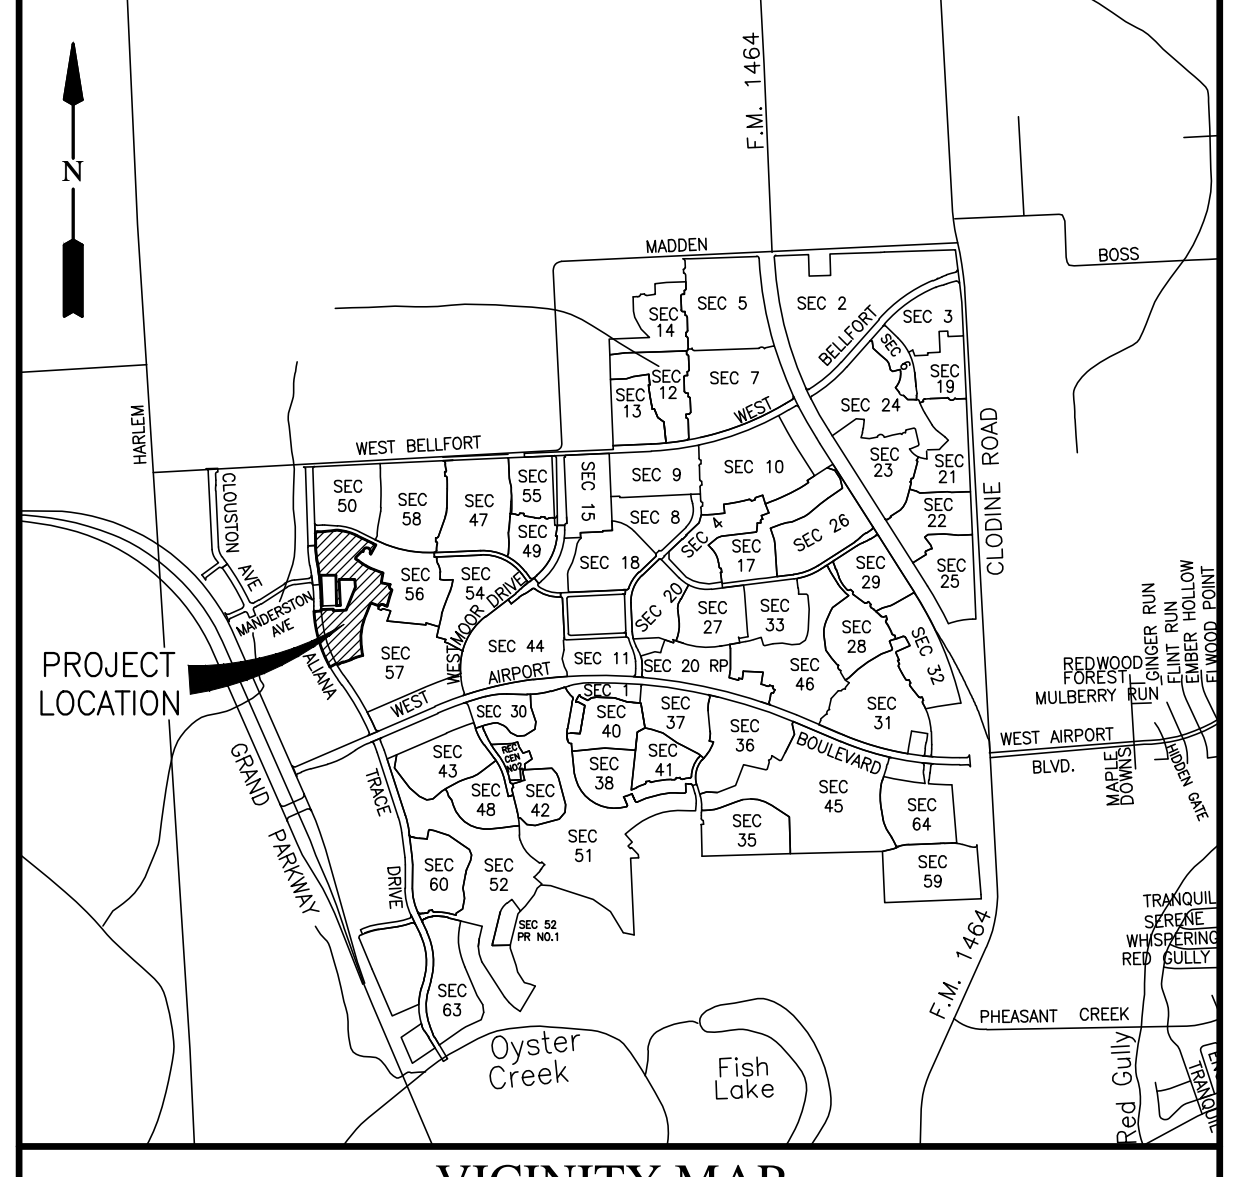 F.M. 1464
N
MADDEN
BOSS
SEC 5
SEC 2
SEC
14
BELLFORT
SEC 3
SEC 6
SEC
12
SEC 7
SEC
19
SEC
13
WEST
SEC 24
HARLEM
WEST BELLFORT
CLODINE ROAD
SEC
50
SEC
58
SEC
47
SEC
55
SEC 15
SEC 9
SEC 10
SEC
23
SEC
21
CLOUSTON AVE
SEC 8
SEC 4
SEC 26
SEC
22
SEC
49
SEC 18
SEC
17
SEC
29
SEC
25
SEC
56
SEC
54
WESTMOOR DRIVE
SEC 20
SEC
27
SEC
33
SEC
28
SEC 32
MANDERSTON
AVE
GINGER RUN
FLINT RUN
EMBER HOLLOW
ELWOOD POINT
PROJECT
LOCATION
ALIANA
SEC
57
SEC 44
SEC 11
SEC 20 RP
SEC
46
REDWOOD
FOREST
MULBERRY RUN
WEST
AIRPORT
SEC 1
SEC 30
SEC
40
SEC
37
SEC
36
SEC
31
BOULEVARD
WEST AIRPORT
BLVD.
MAPLE
DOWNS
HIDDEN GATE
GRAND
PARKWAY
TRACE
DRIVE
SEC
43
REC
CEN
NO2
SEC
38
SEC
41
SEC
48
SEC
42
SEC
45
SEC
64
SEC
35
SEC
51
SEC
60
SEC
52
SEC
59
SEC 52
PR NO.1
TRANQUIL
SERENE
WHISPERING
RED GULLY
F.M. 1464
SEC
63
PHEASANT CREEK
Oyster
Creek
Fish
Lake
Red Gully
TRANQUIL
VICINITY MAP